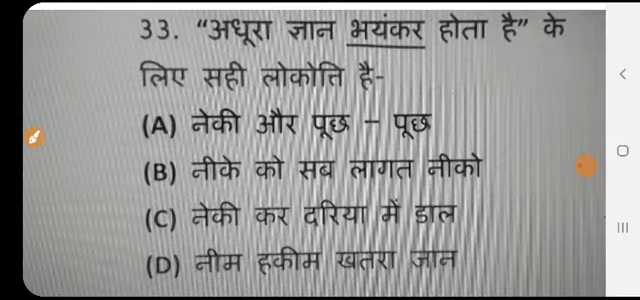 33. “अधूरा ज्ञान भयंकर होता है” के
लिए सही लोकोत्ति है-
(A) नेकी और पूछ – पूछ
(B) नीके को सब लागत नीको
(C) नेकी कर दरिया में डाल
(D) नीम हकीम खतरा जान